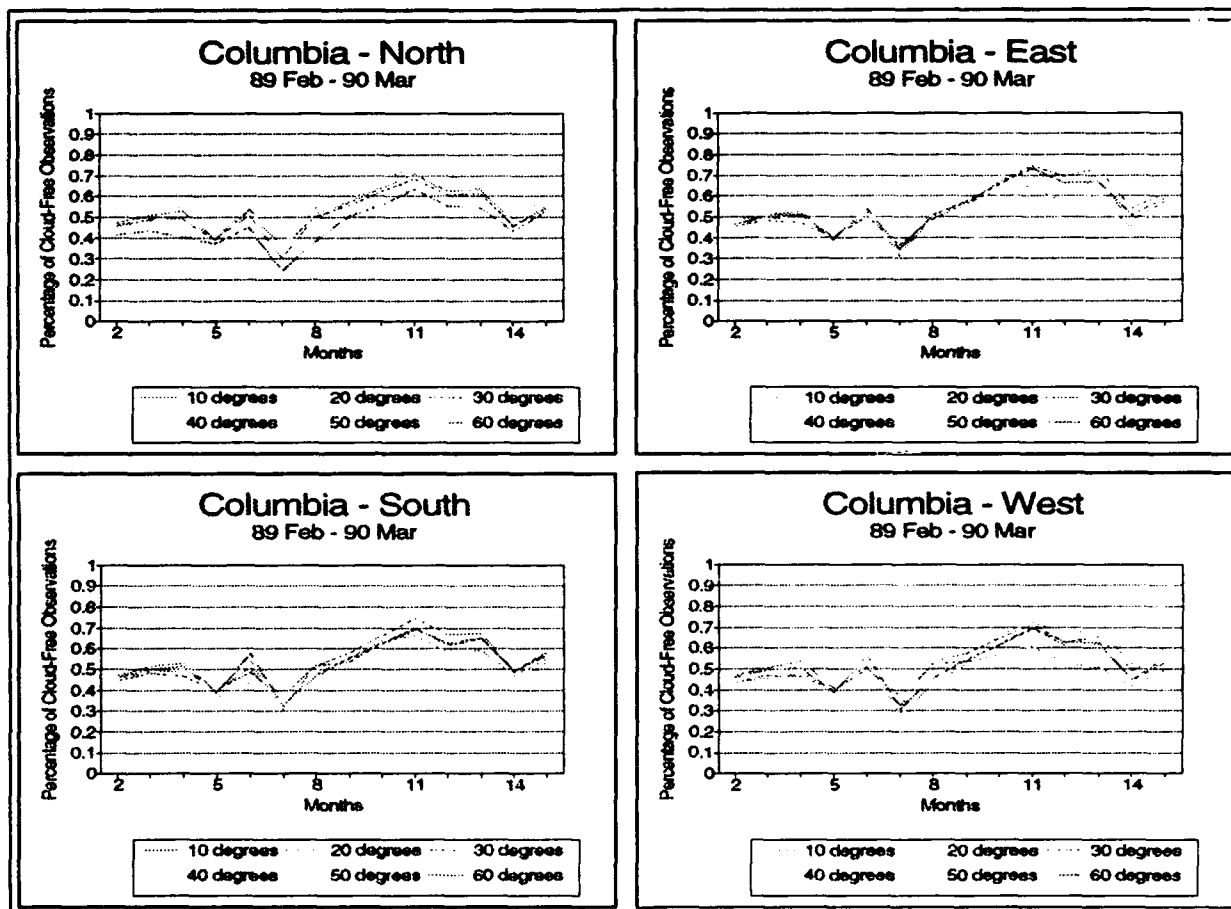 Columbia - North
89 Feb - 90 Mar
Percentage of Cloud-Free Observations
1
0.9
0.8
0.7
0.6
0.5
0.4
0.3
0.2
0.1
0
2 5 8 11 14
Months
10 degrees 20 degrees 30 degrees
40 degrees 50 degrees 60 degrees
Columbia - East
89 Feb - 90 Mar
Percentage of Cloud-Free Observations
1
0.9
0.8
0.7
0.6
0.5
0.4
0.3
0.2
0.1
0
2 5 8 11 14
Months
10 degrees 20 degrees 30 degrees
40 degrees 50 degrees 60 degrees
Columbia - South
89 Feb - 90 Mar
Percentage of Cloud-Free Observations
1
0.9
0.8
0.7
0.6
0.5
0.4
0.3
0.2
0.1
0
2 5 8 11 14
Months
10 degrees 20 degrees 30 degrees
40 degrees 50 degrees 60 degrees
Columbia - West
89 Feb - 90 Mar
Percentage of Cloud-Free Observations
1
0.9
0.8
0.7
0.6
0.5
0.4
0.3
0.2
0.1
0
2 5 8 11 14
Months
10 degrees 20 degrees 30 degrees
40 degrees 50 degrees 60 degrees